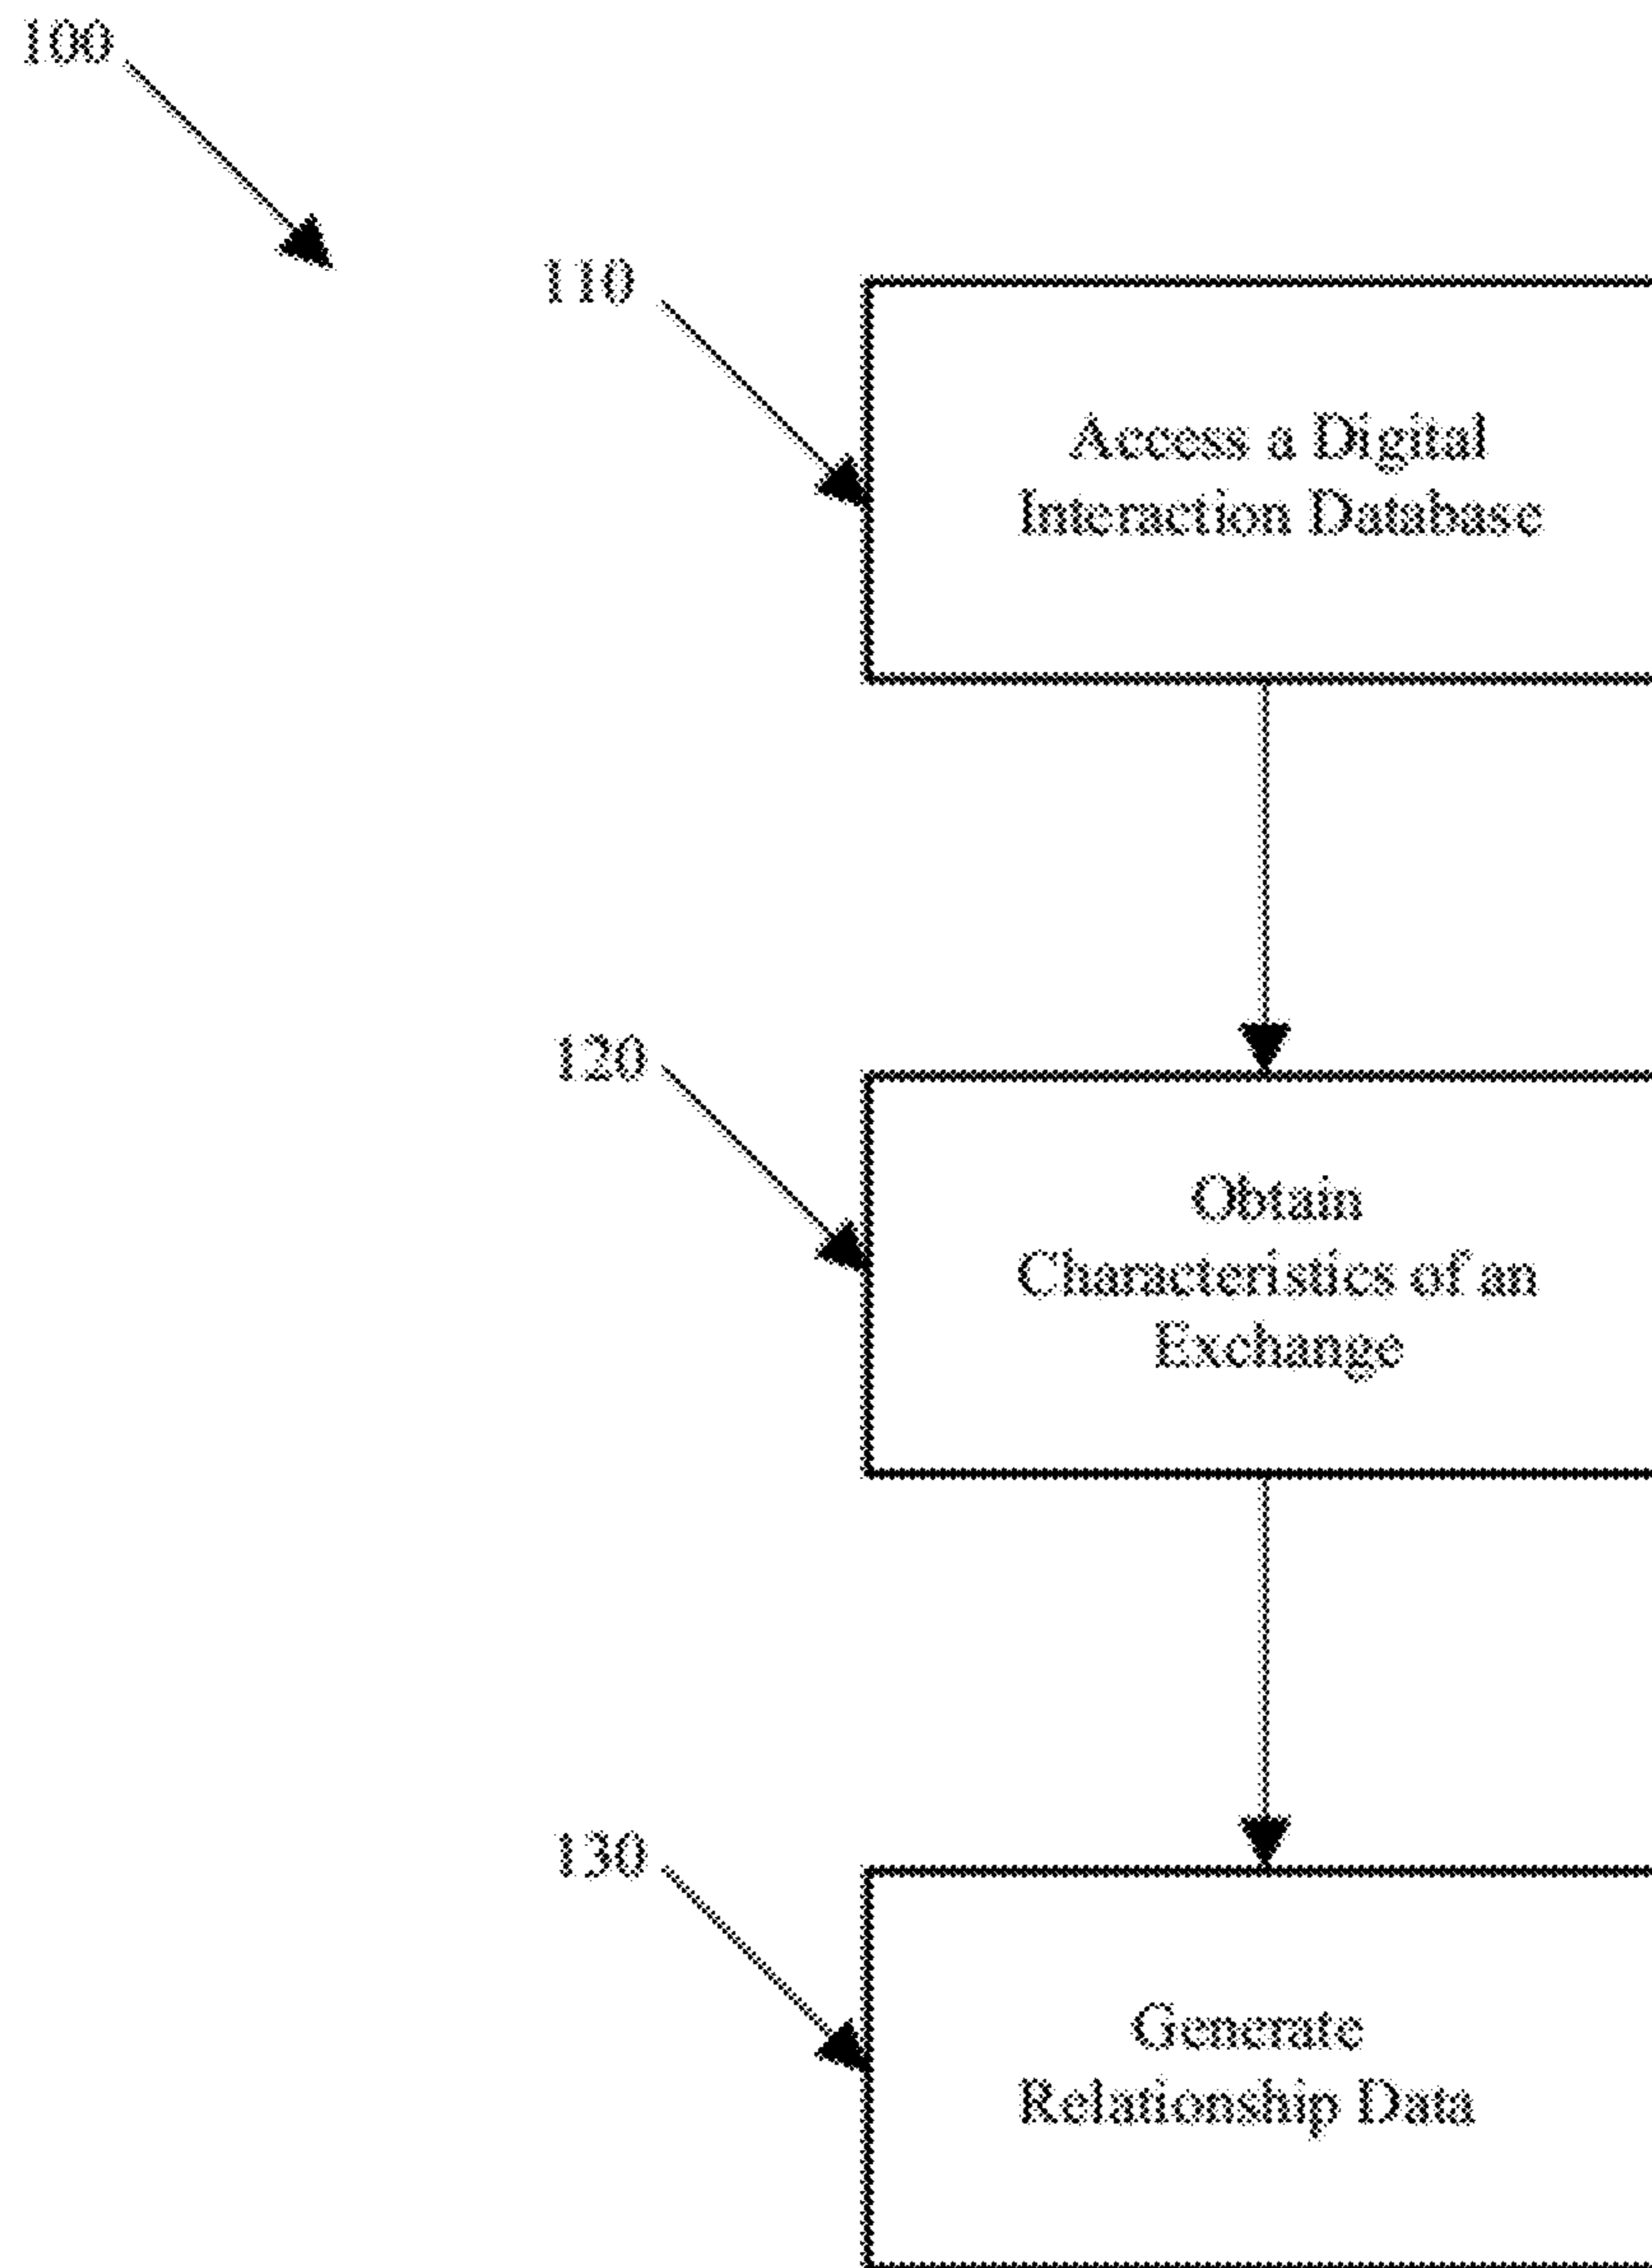 100
110
Access a Digital
Interaction Database
120
Obtain
Characteristics of an
Exchange
130
Generate
Relationship Data